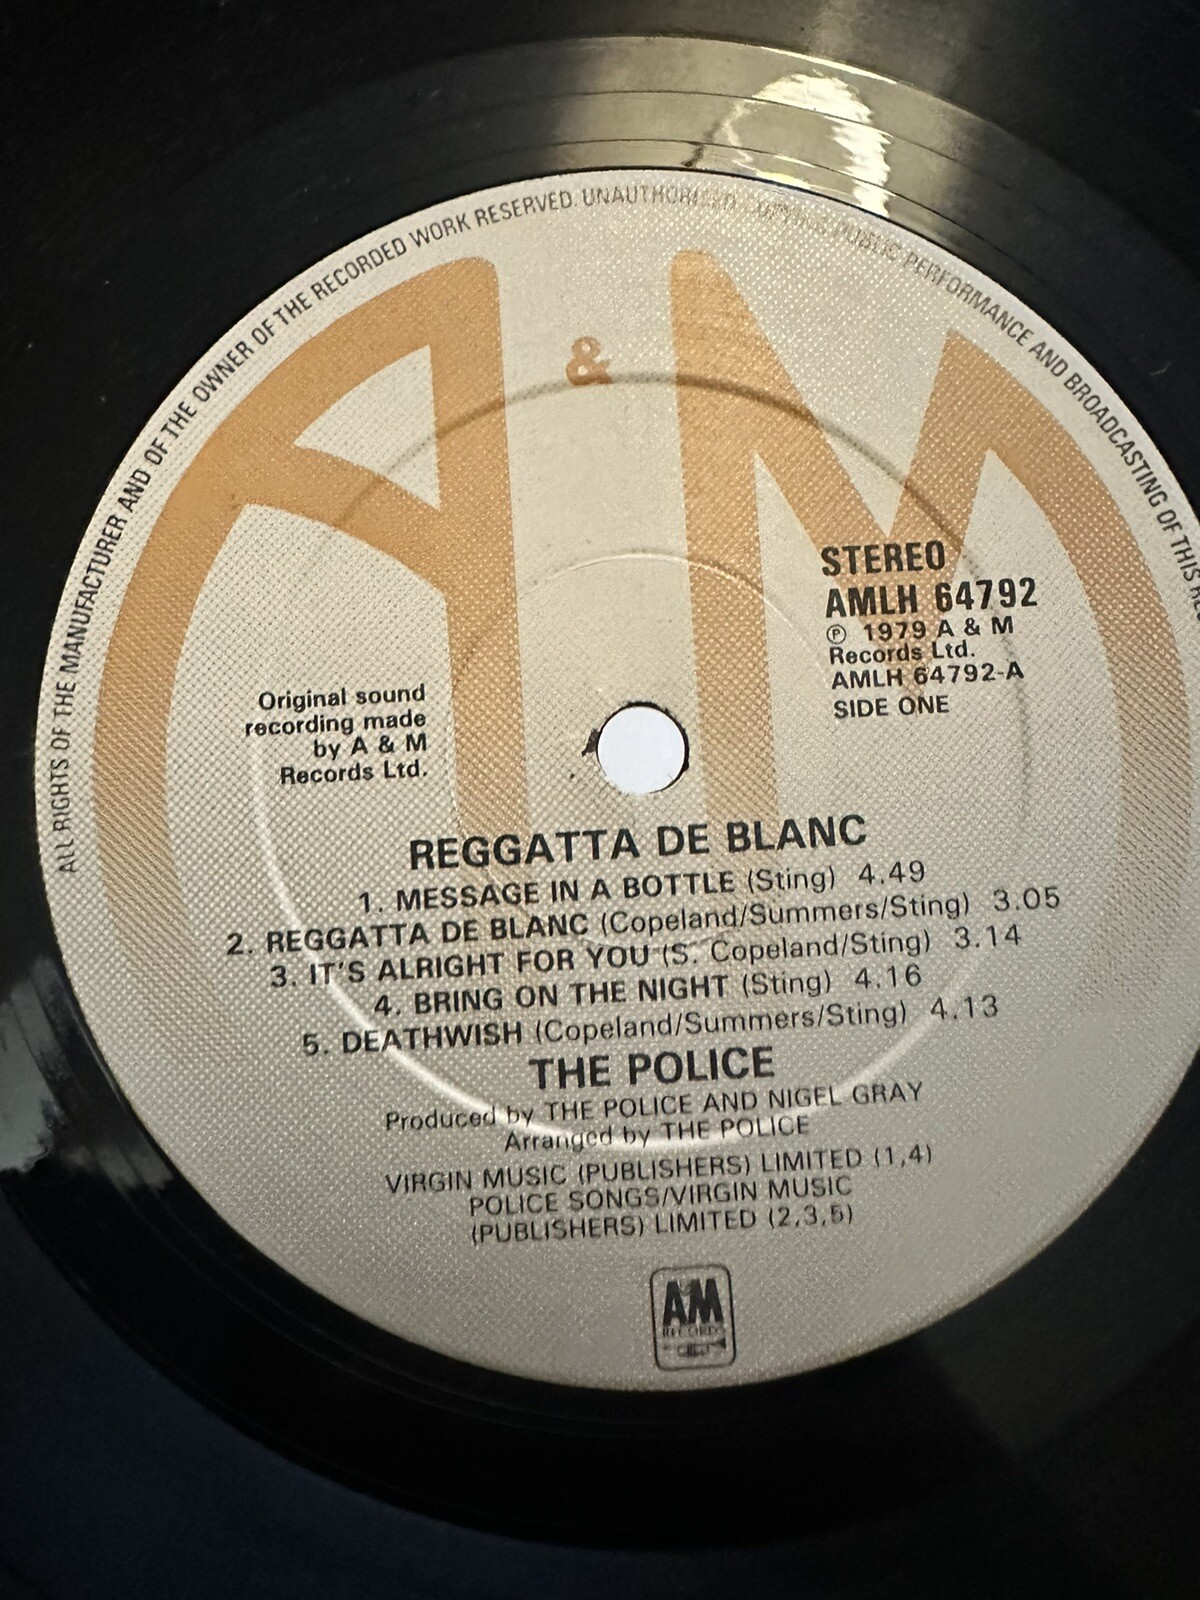 ALL RIGHTS OF THE MANUFACTURER AND OF THE OWNER OF THE RECORDED WORK RESERVED. UNAUTHORISED COPYING PUBLIC PERFORMANCE AND BROADCASTING OF THIS
A & M
STEREO
AMLH 64792
Ⓟ 1979 A & M
Records Ltd.
AMLH 64792-A
SIDE ONE
Original sound
recording made
by A & M
Records Ltd.
REGGATTA DE BLANC
1. MESSAGE IN A BOTTLE (Sting) 4.49
2. REGGATTA DE BLANC (Copeland/Summers/Sting) 3.05
3. IT'S ALRIGHT FOR YOU (S. Copeland/Sting) 3.14
4. BRING ON THE NIGHT (Sting) 4.16
5. DEATHWISH (Copeland/Summers/Sting) 4.13
THE POLICE
Produced by THE POLICE AND NIGEL GRAY
Arranged by THE POLICE
VIRGIN MUSIC (PUBLISHERS) LIMITED (1,4)
POLICE SONGS/VIRGIN MUSIC
(PUBLISHERS) LIMITED (2,3,5)
A&M
RECORDS